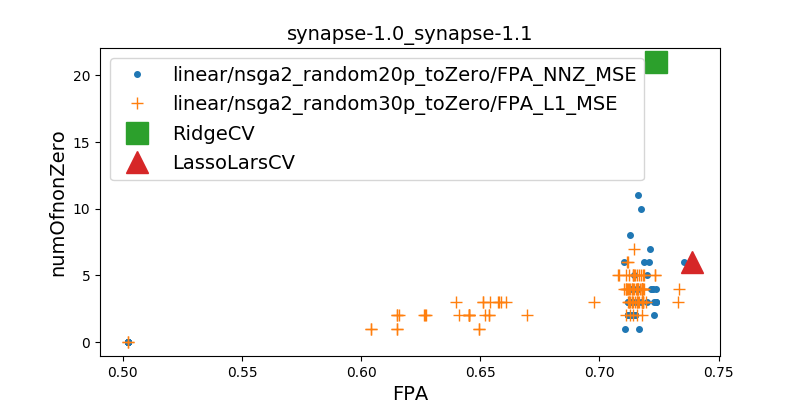 synapse-1.0_synapse-1.1
linear/nsga2_random20p_toZero/FPA_NNZ_MSE
linear/nsga2_random30p_toZero/FPA_L1_MSE
RidgeCV
LassoLarsCV
numOfnonZero
20
15
10
5
0
0.50 0.55 0.60 0.65 0.70 0.75
FPA